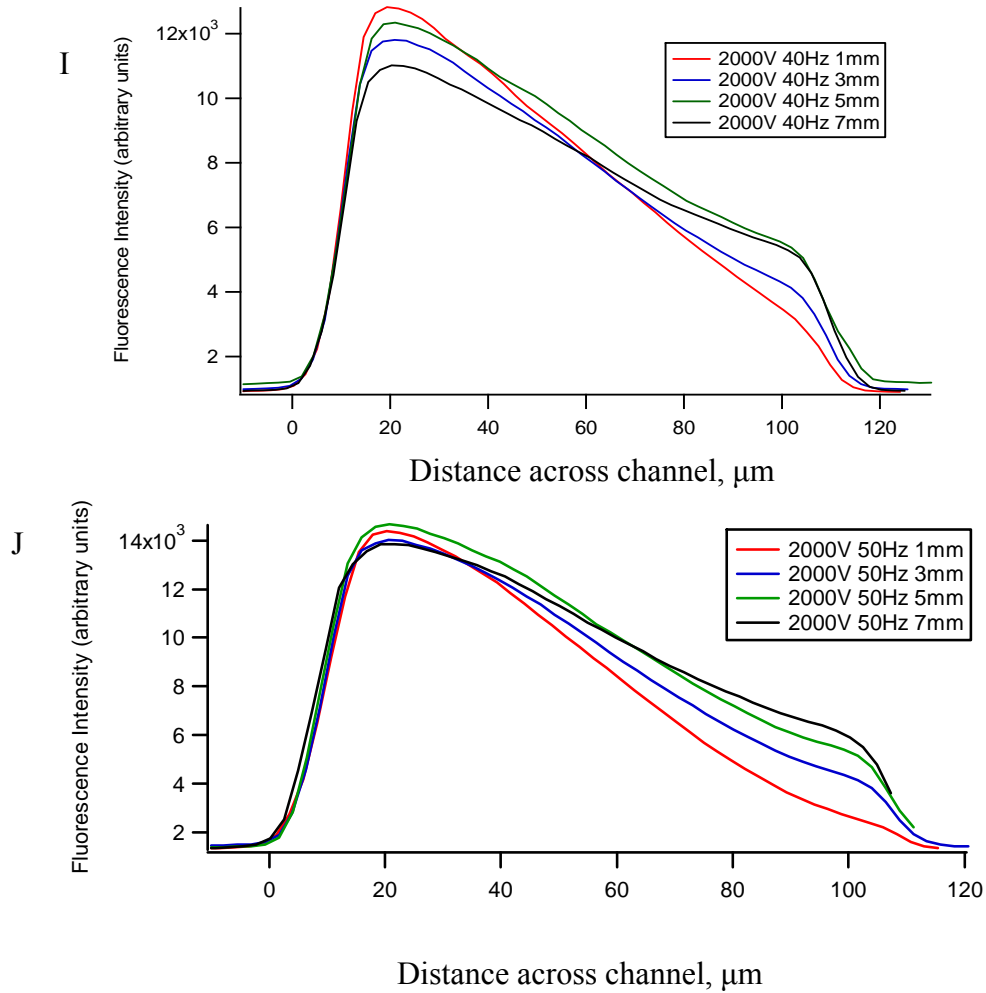 I
Fluorescence Intensity (arbitrary units)
12x10³
10
8
6
4
2
0 20 40 60 80 100 120
2000V 40Hz 1mm
2000V 40Hz 3mm
2000V 40Hz 5mm
2000V 40Hz 7mm
Distance across channel, μm
J
Fluorescence Intensity (arbitrary units)
14x10³
12
10
8
6
4
2
0 20 40 60 80 100 120
2000V 50Hz 1mm
2000V 50Hz 3mm
2000V 50Hz 5mm
2000V 50Hz 7mm
Distance across channel, μm